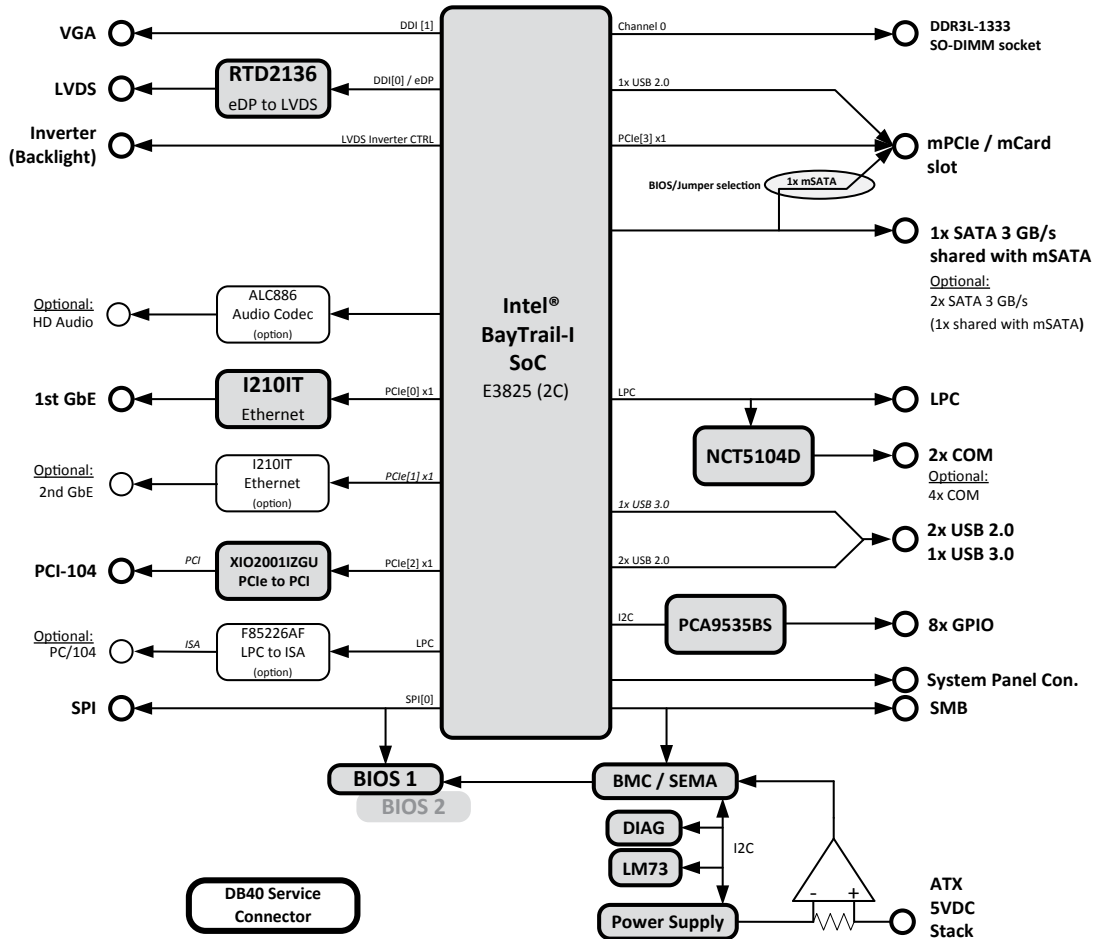 VGA
DDI [1]
LVDS
RTD2136
eDP to LVDS
DDI[0] / eDP
Inverter
(Backlight)
LVDS Inverter CTRL
Optional:
HD Audio
ALC886
Audio Codec
(option)
1st GbE
I210IT
Ethernet
PCIe[0] x1
Optional:
2nd GbE
I210IT
Ethernet
(option)
PCIe[1] x1
PCI-104
PCI
XIO2001IZGU
PCIe to PCI
PCIe[2] x1
Optional:
PC/104
ISA
F85226AF
LPC to ISA
(option)
LPC
SPI
SPI[0]
Intel®
BayTrail-I
SoC
E3825 (2C)
Channel 0
DDR3L-1333
SO-DIMM socket
1x USB 2.0
PCIe[3] x1
mPCIe / mCard
slot
BIOS/Jumper selection
1x mSATA
1x SATA 3 GB/s
shared with mSATA
Optional:
2x SATA 3 GB/s
(1x shared with mSATA)
LPC
LPC
NCT5104D
2x COM
Optional:
4x COM
1x USB 3.0
2x USB 2.0
2x USB 2.0
1x USB 3.0
I2C
PCA9535BS
8x GPIO
System Panel Con.
SMB
BIOS 1
BIOS 2
BMC / SEMA
DIAG
LM73
I2C
Power Supply
- +
ATX
5VDC
Stack
DB40 Service
Connector